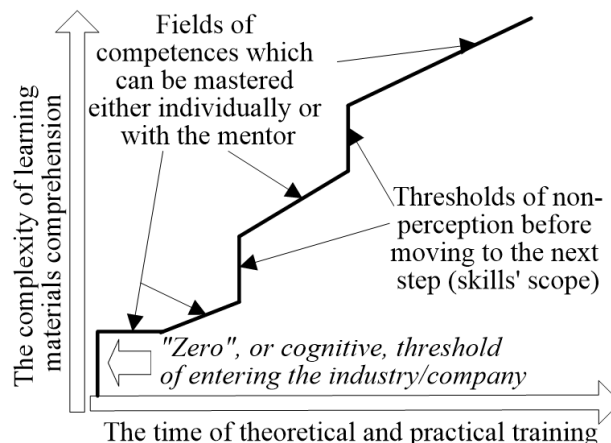 Fields of
competences which
can be mastered
either individually or
with the mentor
The complexity of learning
materials comprehension
Thresholds of non-
perception before
moving to the next
step (skills' scope)
"Zero", or cognitive, threshold
of entering the industry/company
The time of theoretical and practical training